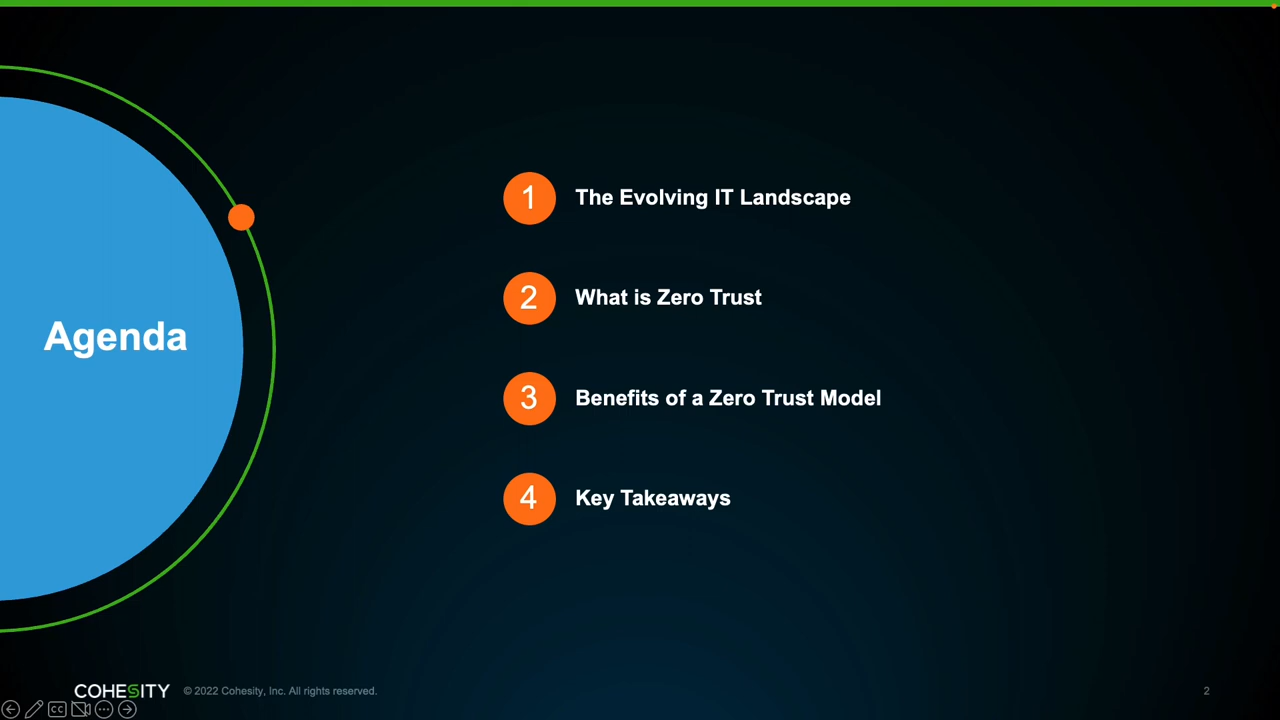 Agenda
1 The Evolving IT Landscape
2 What is Zero Trust
3 Benefits of a Zero Trust Model
4 Key Takeaways
COHESITY © 2022 Cohesity, Inc. All rights reserved. 2
CC